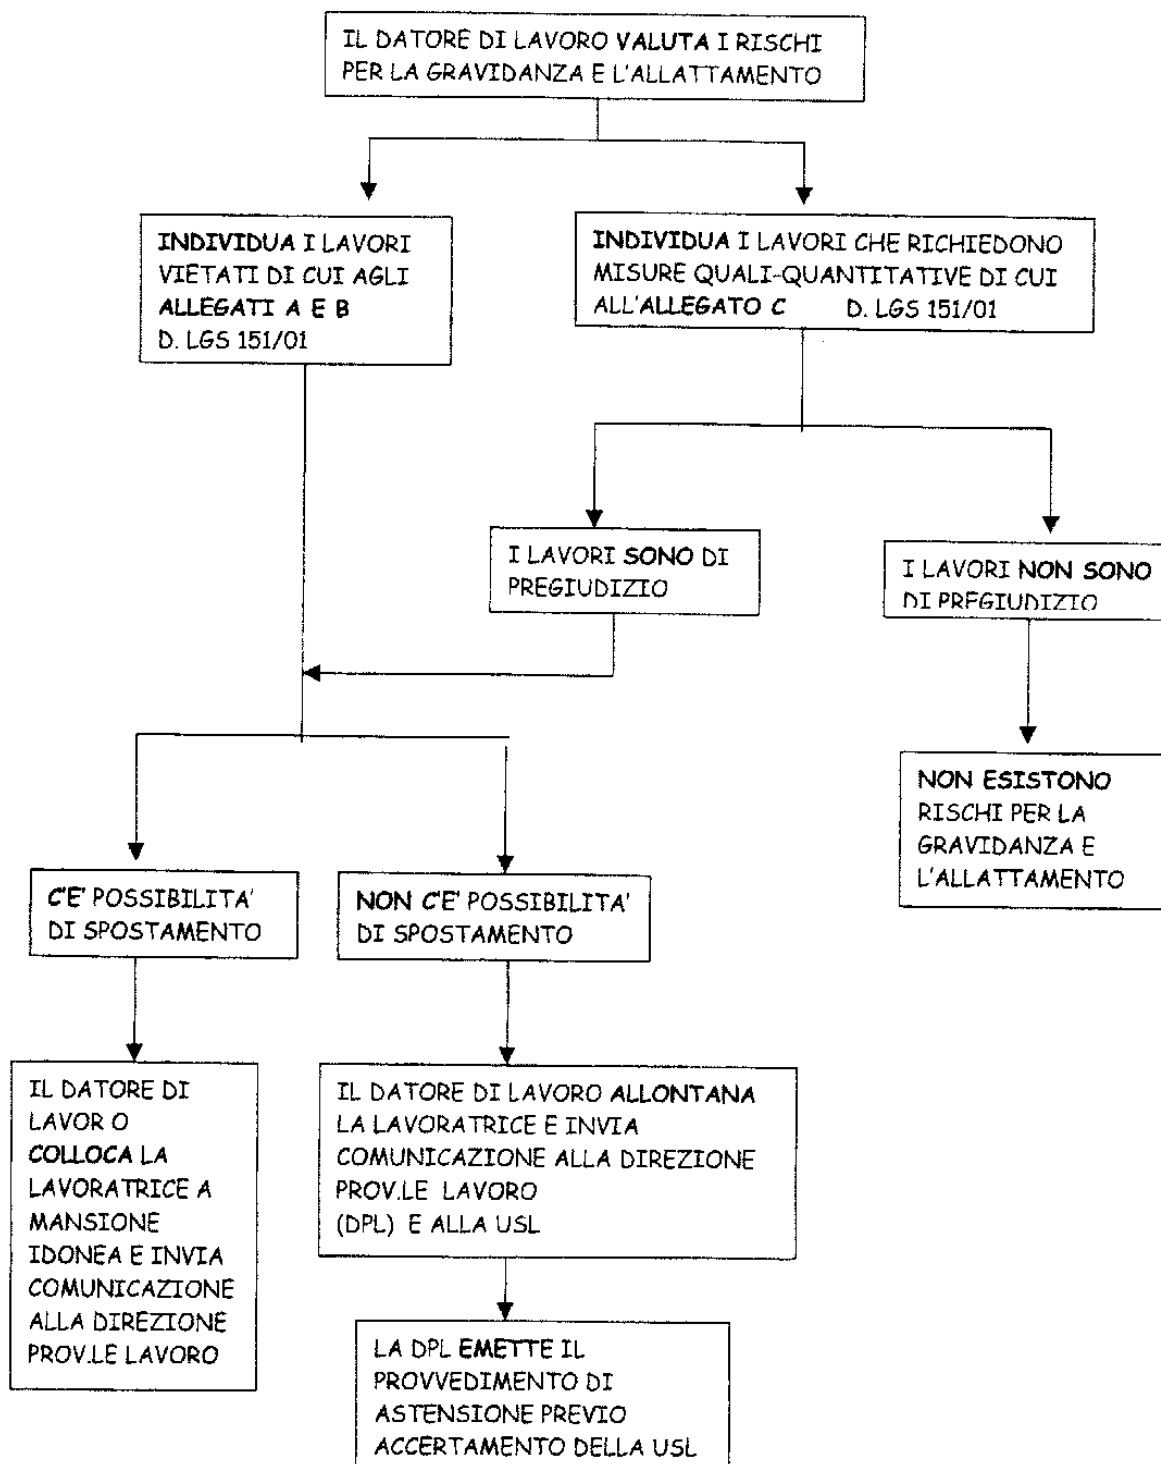 IL DATORE DI LAVORO VALUTA I RISCHI
PER LA GRAVIDANZA E L'ALLATTAMENTO
INDIVIDUA I LAVORI
VIETATI DI CUI AGLI
ALLEGATI A E B
D. LGS 151/01
INDIVIDUA I LAVORI CHE RICHIEDONO
MISURE QUALI-QUANTITATIVE DI CUI
ALL'ALLEGATO C D. LGS 151/01
I LAVORI SONO DI
PREGIUDIZIO
I LAVORI NON SONO
DI PREGIUDIZIO
NON ESISTONO
RISCHI PER LA
GRAVIDANZA E
L'ALLATTAMENTO
C'E' POSSIBILITA'
DI SPOSTAMENTO
NON C'E' POSSIBILITA'
DI SPOSTAMENTO
IL DATORE DI
LAVOR O
COLLOCA LA
LAVORATRICE A
MANSIONE
IDONEA E INVIA
COMUNICAZIONE
ALLA DIREZIONE
PROV.LE LAVORO
IL DATORE DI LAVORO ALLONTANA
LA LAVORATRICE E INVIA
COMUNICAZIONE ALLA DIREZIONE
PROV.LE LAVORO
(DPL) E ALLA USL
LA DPL EMETTE IL
PROVVEDIMENTO DI
ASTENSIONE PREVIO
ACCERTAMENTO DELLA USL